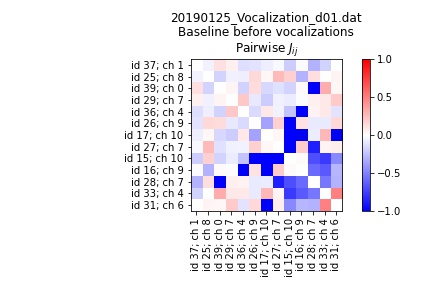 20190125_Vocalization_d01.dat
Baseline before vocalizations
Pairwise Jij
id 37; ch 1
id 25; ch 8
id 39; ch 0
id 29; ch 7
id 36; ch 4
id 26; ch 9
id 17; ch 10
id 27; ch 7
id 15; ch 10
id 16; ch 9
id 28; ch 7
id 33; ch 4
id 31; ch 6
id 37; ch 1
id 25; ch 8
id 39; ch 0
id 29; ch 7
id 36; ch 4
id 26; ch 9
id 17; ch 10
id 27; ch 7
id 15; ch 10
id 16; ch 9
id 28; ch 7
id 33; ch 4
id 31; ch 6
1.0
0.5
0.0
−0.5
−1.0